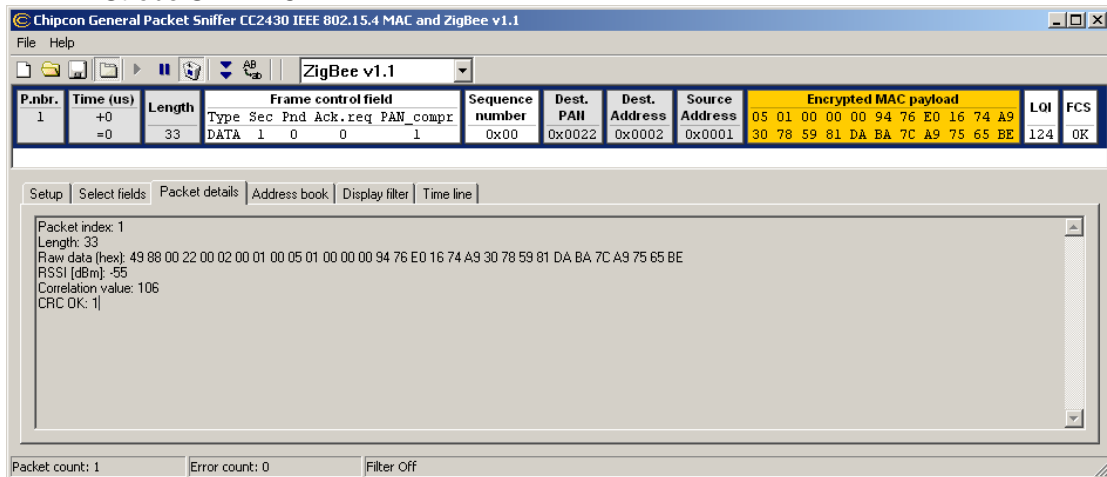 Chipcon General Packet Sniffer CC2430 IEEE 802.15.4 MAC and ZigBee v1.1
File Help
ZigBee v1.1
P.nbr. Time (us) Length Frame control field Sequence number Dest. PAN Dest. Address Source Address Encrypted MAC payload LQI FCS
1 +0 Type Sec Pnd Ack.req PAN_compr 05 01 00 00 00 94 76 E0 16 74 A9
=0 33 DATA 1 0 0 1 0x00 0x0022 0x0002 0x0001 30 78 59 81 DA BA 7C A9 75 65 BE 124 OK
Setup Select fields Packet details Address book Display filter Time line
Packet index: 1
Length: 33
Raw data (hex): 49 88 00 22 00 02 00 01 00 05 01 00 00 00 94 76 E0 16 74 A9 30 78 59 81 DA BA 7C A9 75 65 BE
RSSI [dBm]: -55
Correlation value: 106
CRC OK: 1
Packet count: 1 Error count: 0 Filter Off